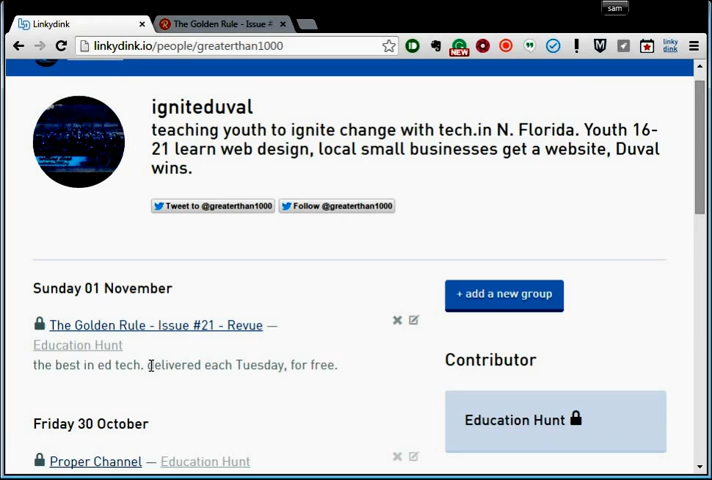 sam
Linkydink
The Golden Rule - Issue #
linkydink.io/people/greaterthan1000
NEW
linky
dink
igniteduval
teaching youth to ignite change with tech.in N. Florida. Youth 16-
21 learn web design, local small businesses get a website, Duval
wins.
Tweet to @greaterthan1000 Follow @greaterthan1000
Sunday 01 November
+ add a new group
The Golden Rule - Issue #21 - Revue —
Education Hunt
the best in ed tech. delivered each Tuesday, for free.
Contributor
Education Hunt
Friday 30 October
Proper Channel — Education Hunt